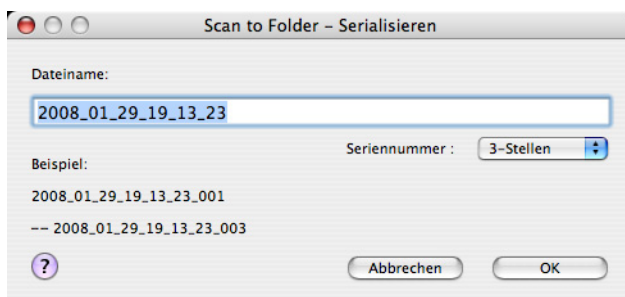 Scan to Folder – Serialisieren
Dateiname:
2008_01_29_19_13_23
Seriennummer : 3-Stellen
Beispiel:
2008_01_29_19_13_23_001
-- 2008_01_29_19_13_23_003
? Abbrechen OK